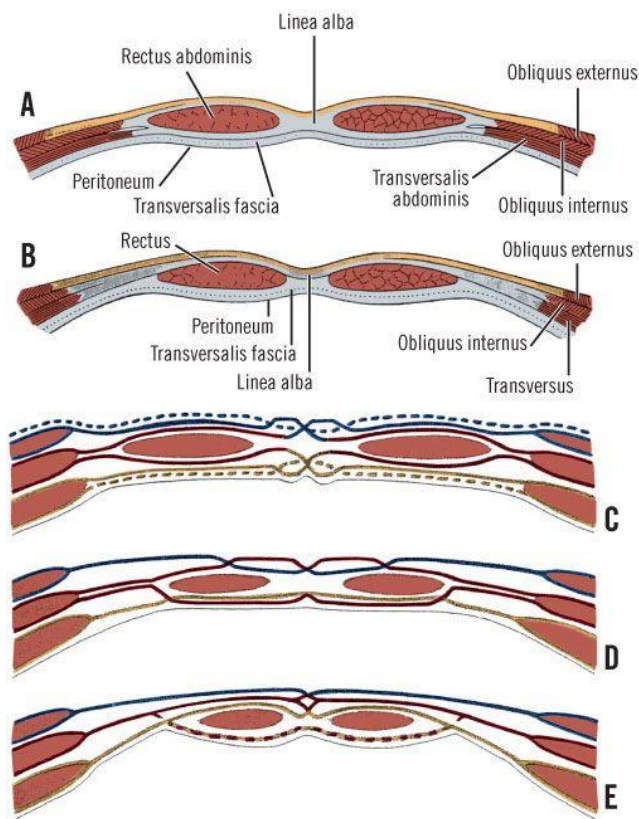 Linea alba
Rectus abdominis
Obliquus externus
A
Peritoneum
Transversalis fascia
Transversalis
abdominis
Obliquus internus
Rectus
Obliquus externus
B
Peritoneum
Transversalis fascia
Linea alba
Obliquus internus
Transversus
C
D
E